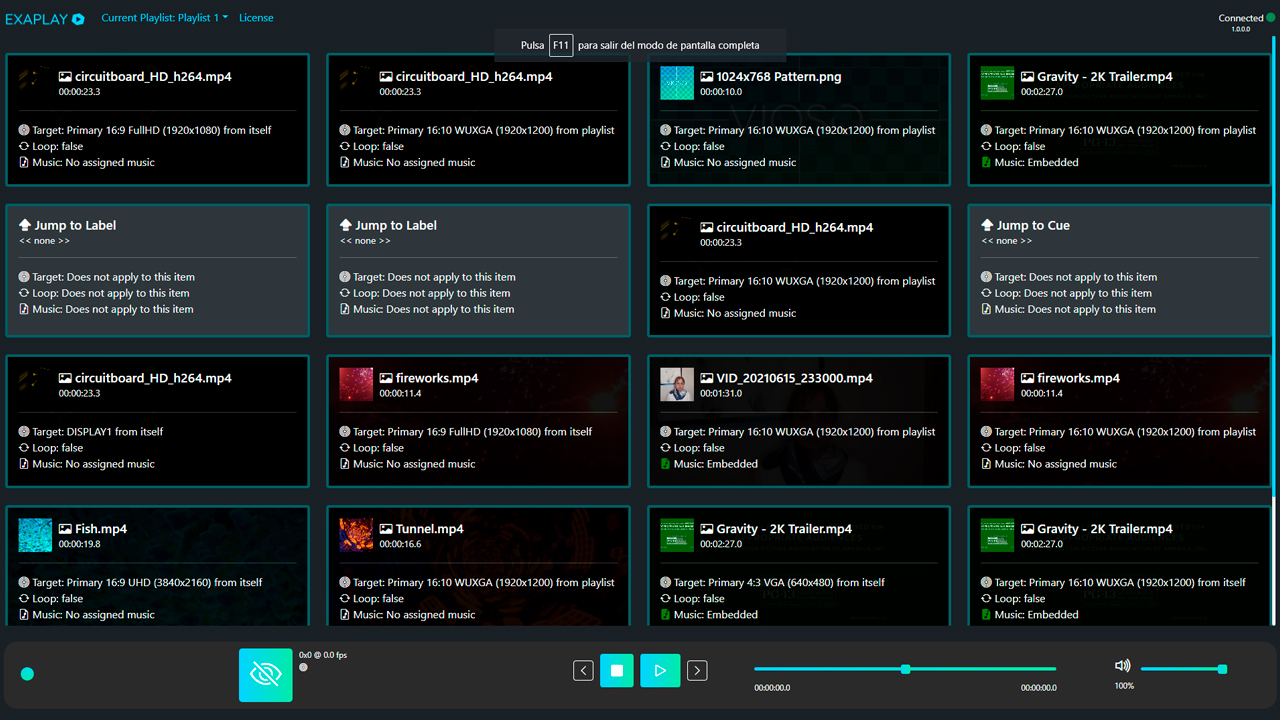 EXAPLAY Current Playlist: Playlist 1 License Connected
1.0.0.0
Pulsa F11 para salir del modo de pantalla completa
circuitboard_HD_h264.mp4
00:00:23.3
Target: Primary 16:9 FullHD (1920x1080) from itself
Loop: false
Music: No assigned music
circuitboard_HD_h264.mp4
00:00:23.3
Target: Primary 16:10 WUXGA (1920x1200) from playlist
Loop: false
Music: No assigned music
1024x768 Pattern.png
00:00:10.0
VIOSO
Target: Primary 16:10 WUXGA (1920x1200) from playlist
Loop: false
Music: No assigned music
Gravity - 2K Trailer.mp4
00:02:27.0
Target: Primary 16:10 WUXGA (1920x1200) from playlist
Loop: false
Music: Embedded
Jump to Label
<< none >>
Target: Does not apply to this item
Loop: Does not apply to this item
Music: Does not apply to this item
Jump to Label
<< none >>
Target: Does not apply to this item
Loop: Does not apply to this item
Music: Does not apply to this item
circuitboard_HD_h264.mp4
00:00:23.3
Target: Primary 16:10 WUXGA (1920x1200) from playlist
Loop: false
Music: No assigned music
Jump to Cue
<< none >>
Target: Does not apply to this item
Loop: Does not apply to this item
Music: Does not apply to this item
circuitboard_HD_h264.mp4
00:00:23.3
Target: DISPLAY1 from itself
Loop: false
Music: No assigned music
fireworks.mp4
00:00:11.4
Target: Primary 16:9 FullHD (1920x1080) from itself
Loop: false
Music: No assigned music
VID_20210615_233000.mp4
00:01:31.0
Target: Primary 16:10 WUXGA (1920x1200) from playlist
Loop: false
Music: Embedded
fireworks.mp4
00:00:11.4
Target: Primary 16:10 WUXGA (1920x1200) from playlist
Loop: false
Music: No assigned music
Fish.mp4
00:00:19.8
Target: Primary 16:9 UHD (3840x2160) from itself
Loop: false
Music: No assigned music
Tunnel.mp4
00:00:16.6
Target: Primary 16:10 WUXGA (1920x1200) from playlist
Loop: false
Music: No assigned music
Gravity - 2K Trailer.mp4
00:02:27.0
Target: Primary 4:3 VGA (640x480) from itself
Loop: false
Music: Embedded
Gravity - 2K Trailer.mp4
00:02:27.0
Target: Primary 16:10 WUXGA (1920x1200) from itself
Loop: false
Music: Embedded
0x0 @ 0.0 fps
00:00:00.0 00:00:00.0
100%